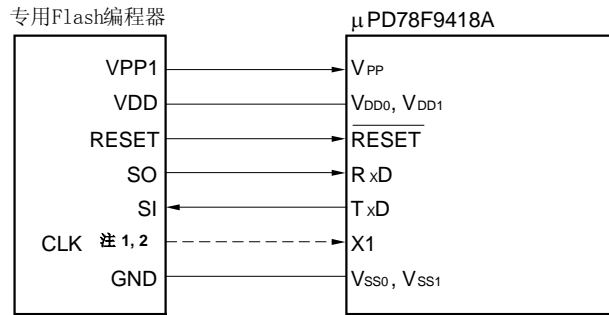 专用Flash编程器 μPD78F9418A
VPP1 VPP
VDD VDD0, VDD1
RESET RESET
SO RxD
SI TxD
CLK 注 1, 2 X1
GND VSS0, VSS1